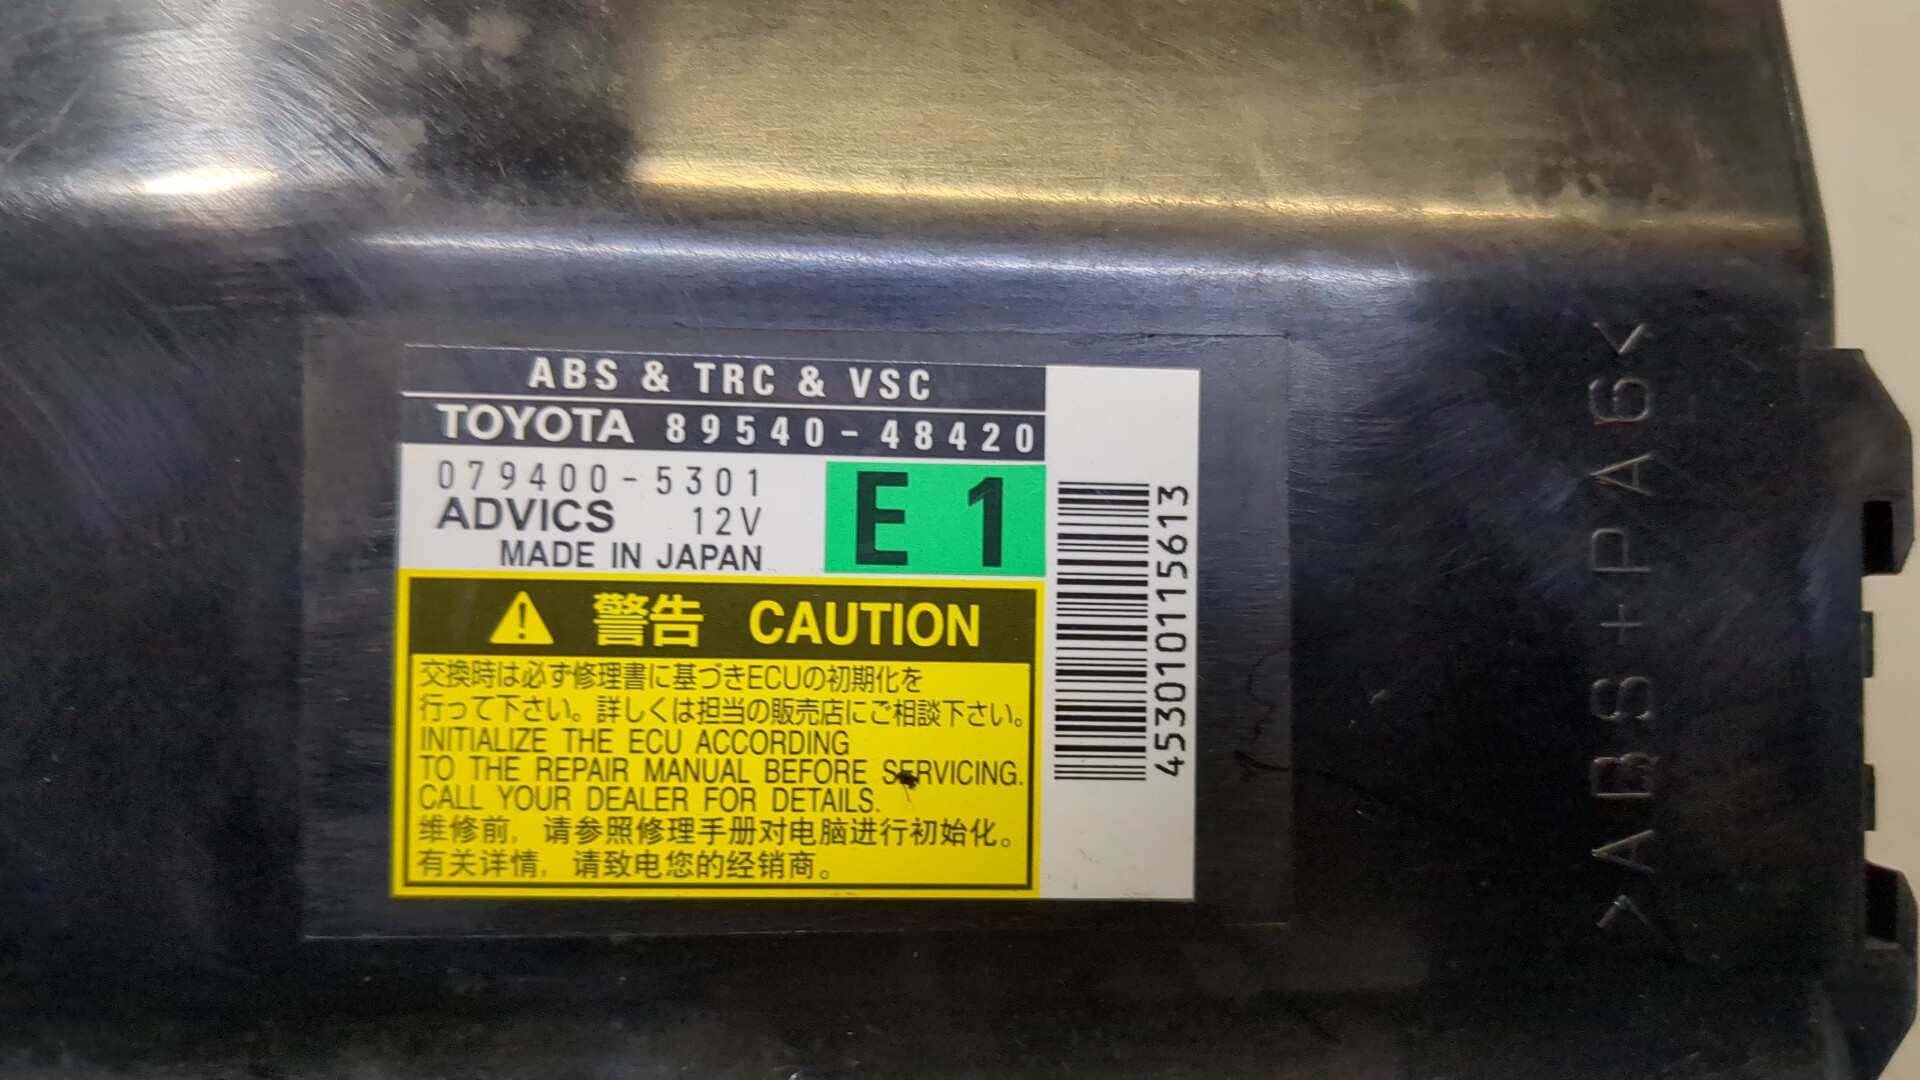 ABS & TRC & VSC
TOYOTA 89540-48420
079400-5301
ADVICS 12V
MADE IN JAPAN
E 1
警告 CAUTION
交換時は必ず修理書に基づきECUの初期化を
行って下さい。詳しくは担当の販売店にご相談下さい。
INITIALIZE THE ECU ACCORDING
TO THE REPAIR MANUAL BEFORE SERVICING.
CALL YOUR DEALER FOR DETAILS.
维修前，请参照修理手册对电脑进行初始化。
有关详情，请致电您的经销商。
453010115613
>ABS+PA6<